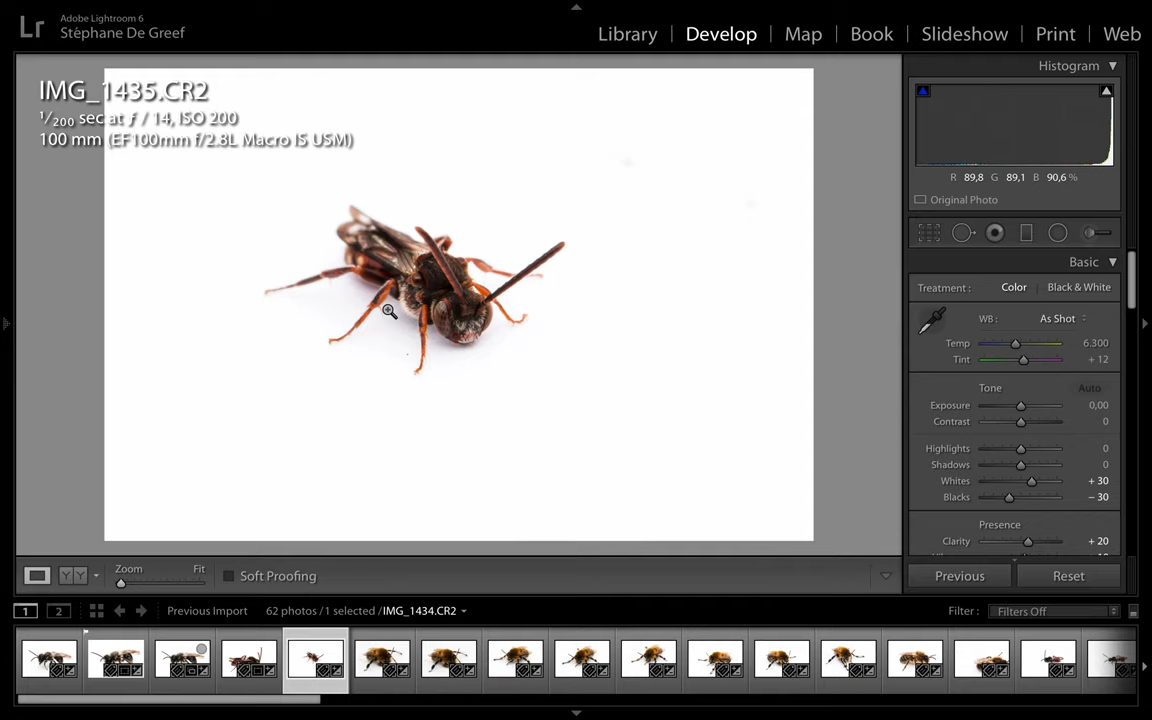 Lr
Adobe Lightroom 6
Stéphane De Greef
Library | Develop | Map | Book | Slideshow | Print | Web
IMG_1435.CR2
1/200 sec at ƒ / 14, ISO 200
100 mm (EF100mm f/2.8L Macro IS USM)
Histogram
R 89,8 G 89,1 B 90,6 %
Original Photo
Basic
Treatment: Color | Black & White
WB: As Shot
Temp 6.300
Tint + 12
Tone Auto
Exposure 0,00
Contrast 0
Highlights 0
Shadows 0
Whites + 30
Blacks − 30
Presence
Clarity + 20
Previous Reset
Zoom Fit
Soft Proofing
1 2 Previous Import 62 photos / 1 selected / IMG_1434.CR2
Filter: Filters Off